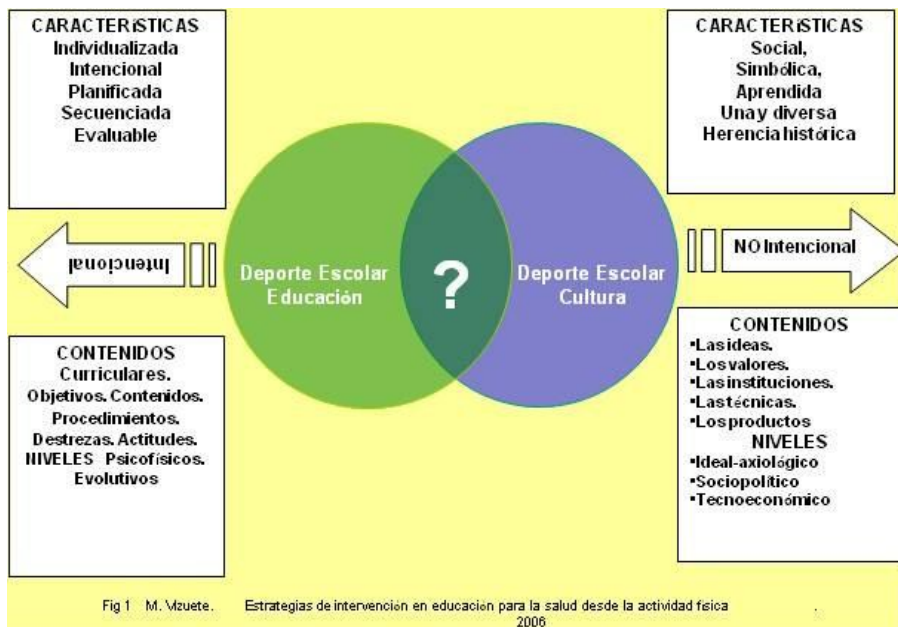 CARACTERíSTICAS
Individualizada
Intencional
Planificada
Secuenciada
Evaluable
CARACTERíSTICAS
Social,
Simbólica,
Aprendida
Una y diversa
Herencia histórica
Intencional
Deporte Escolar
Educación
?
Deporte Escolar
Cultura
NO Intencional
CONTENIDOS
Curriculares.
Objetivos. Contenidos.
Procedimientos.
Destrezas. Actitudes.
NIVELES Psicofísicos.
Evolutivos
CONTENIDOS
▪Las ideas.
▪Los valores.
▪Las instituciones.
▪Las técnicas.
▪Los productos
NIVELES
▪Ideal-axiológico
▪Sociopolítico
▪Tecnoeconómico
Fig 1 M. Vizuete. Estrategias de intervención en educación para la salud desde la actividad física .
2006